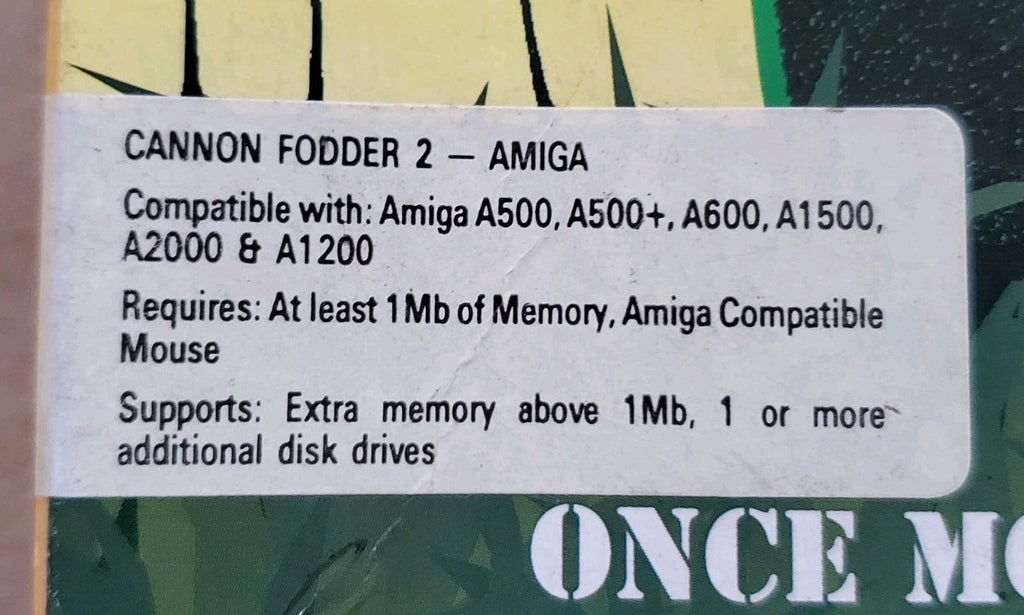 CANNON FODDER 2 – AMIGA
Compatible with: Amiga A500, A500+, A600, A1500,
A2000 & A1200
Requires: At least 1Mb of Memory, Amiga Compatible
Mouse
Supports: Extra memory above 1Mb, 1 or more
additional disk drives
ONCE